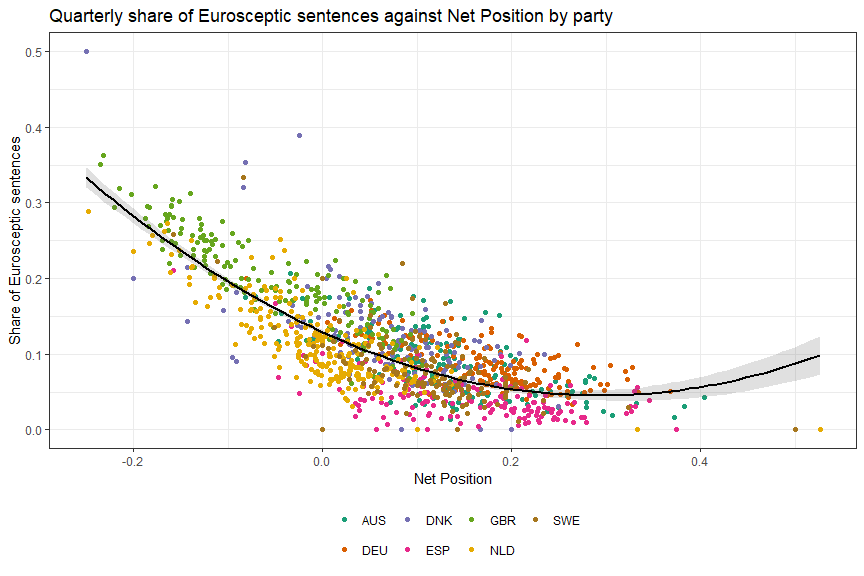 Quarterly share of Eurosceptic sentences against Net Position by party
Share of Eurosceptic sentences
0.5
0.4
0.3
0.2
0.1
0.0
-0.2 0.0 0.2 0.4
Net Position
AUS DNK GBR SWE
DEU ESP NLD